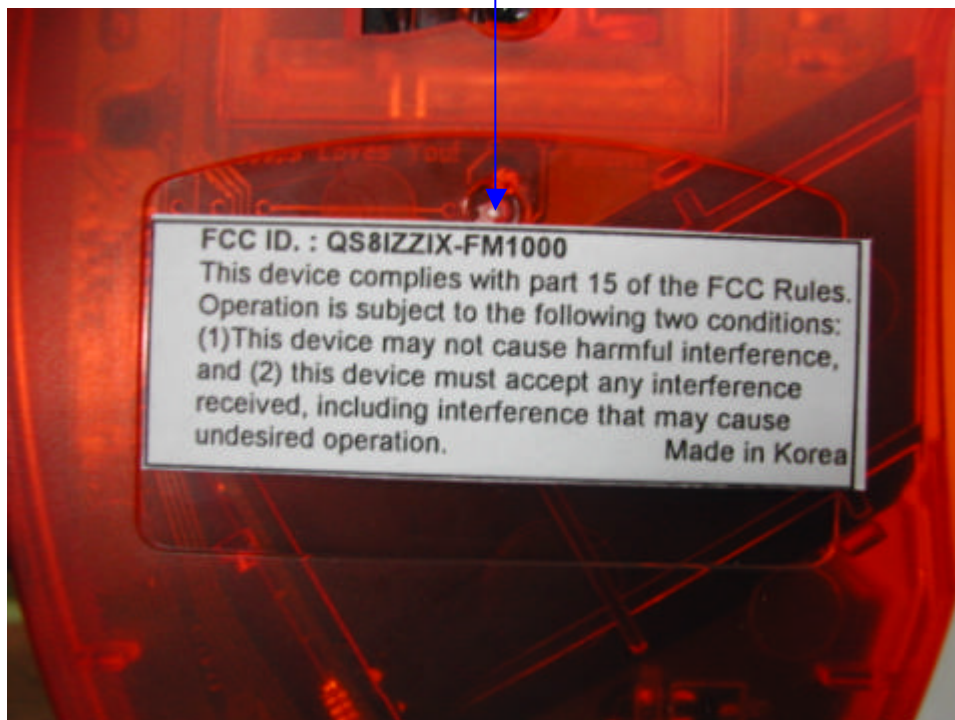 Loves You!
FCC ID. : QS8IZZIX-FM1000
This device complies with part 15 of the FCC Rules.
Operation is subject to the following two conditions:
(1)This device may not cause harmful interference,
and (2) this device must accept any interference
received, including interference that may cause
undesired operation. Made in Korea